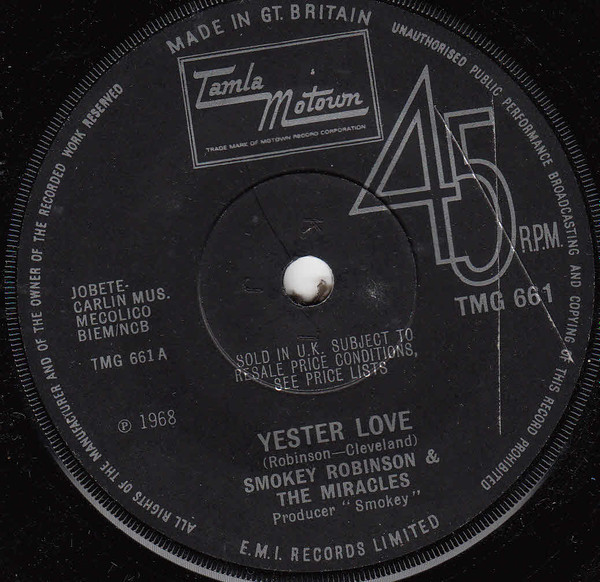 MADE IN GT. BRITAIN
UNAUTHORISED PUBLIC PERFORMANCE BROADCASTING AND COPYING OF THIS RECORD PROHIBITED
ALL RIGHTS OF THE MANUFACTURER AND OF THE OWNER OF THE RECORDED WORK RESERVED
Tamla
Motown
TRADE MARK OF MOTOWN RECORD CORPORATION
45
R.P.M.
TMG 661
JOBETE-
CARLIN MUS.
MECOLICO
BIEM/NCB
TMG 661 A
K
J
SOLD IN U.K. SUBJECT TO
RESALE PRICE CONDITIONS,
SEE PRICE LISTS
℗ 1968
YESTER LOVE
(Robinson—Cleveland)
SMOKEY ROBINSON &
THE MIRACLES
Producer "Smokey"
E.M.I. RECORDS LIMITED